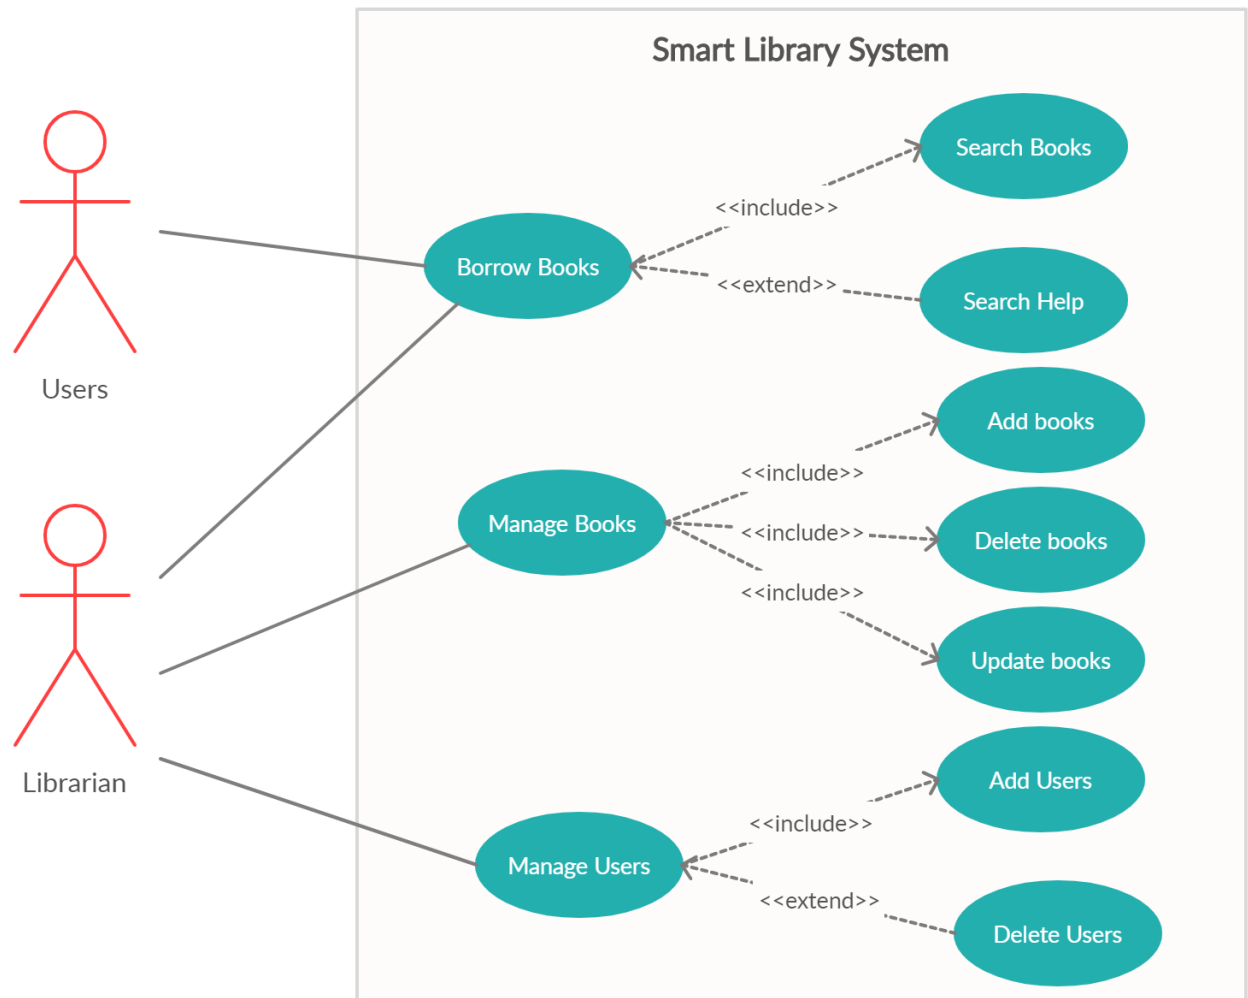 Smart Library System
Search Books
<<include>>
Borrow Books
<<extend>>
Search Help
Users
Add books
<<include>>
Manage Books
<<include>>
Delete books
<<include>>
Update books
Librarian
Add Users
<<include>>
Manage Users
<<extend>>
Delete Users